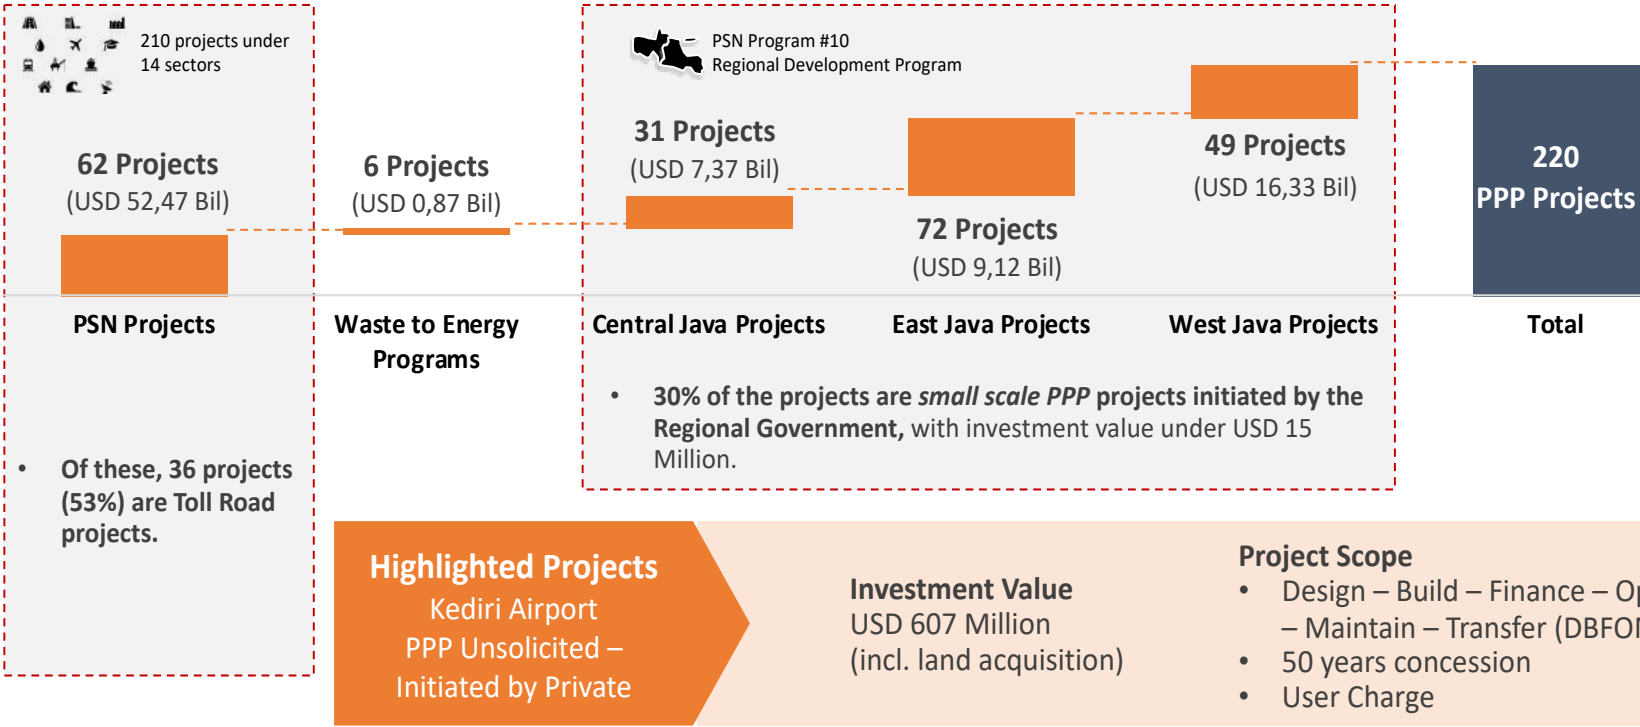 210 projects under
14 sectors
PSN Program #10
Regional Development Program
62 Projects
(USD 52,47 Bil)
6 Projects
(USD 0,87 Bil)
31 Projects
(USD 7,37 Bil)
72 Projects
(USD 9,12 Bil)
49 Projects
(USD 16,33 Bil)
220
PPP Projects
PSN Projects
Waste to Energy
Programs
Central Java Projects
East Java Projects
West Java Projects
Total
• Of these, 36 projects
(53%) are Toll Road
projects.
• 30% of the projects are small scale PPP projects initiated by the
Regional Government, with investment value under USD 15
Million.
Highlighted Projects
Kediri Airport
PPP Unsolicited –
Initiated by Private
Investment Value
USD 607 Million
(incl. land acquisition)
Project Scope
• Design – Build – Finance –
– Maintain – Transfer
• 50 years concession
• User Charge